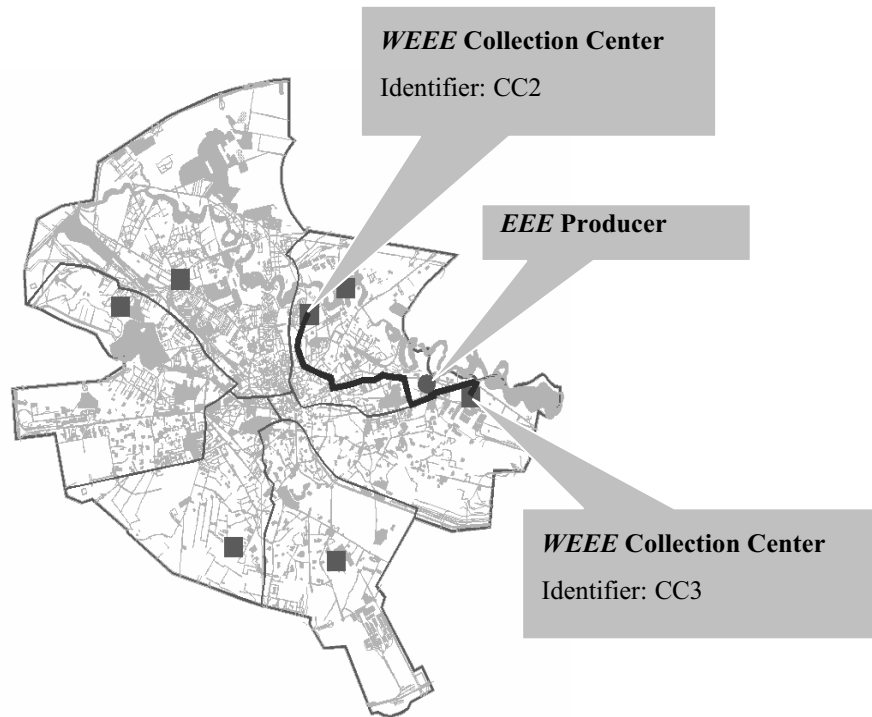 WEEE Collection Center
Identifier: CC2
EEE Producer
WEEE Collection Center
Identifier: CC3